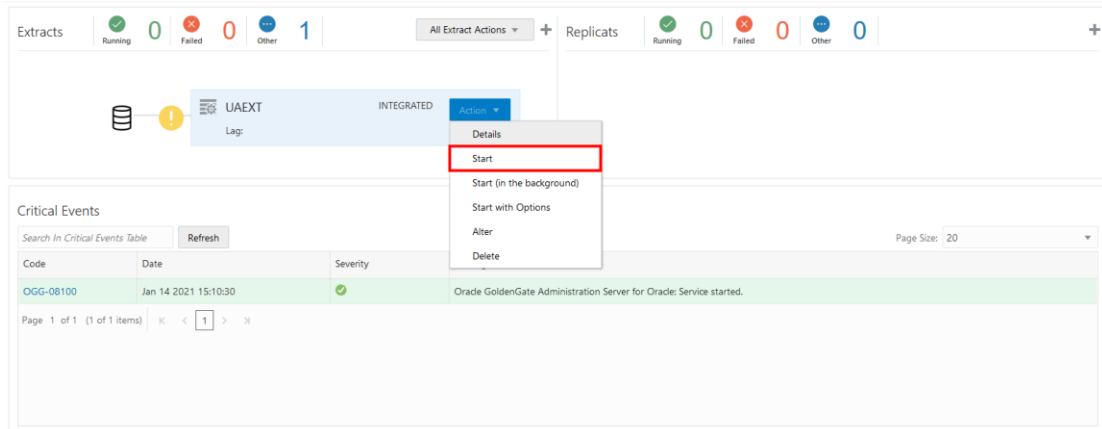 Extracts Running 0 Failed 0 Other 1 All Extract Actions
Replicats Running 0 Failed 0 Other 0
UAEXT INTEGRATED Action
Lag:
Details
Start
Start (in the background)
Start with Options
Alter
Delete
Critical Events
Search In Critical Events Table Refresh Page Size: 20
Code Date Severity
OGG-08100 Jan 14 2021 15:10:30 Oracle GoldenGate Administration Server for Oracle: Service started.
Page 1 of 1 (1 of 1 items) 1